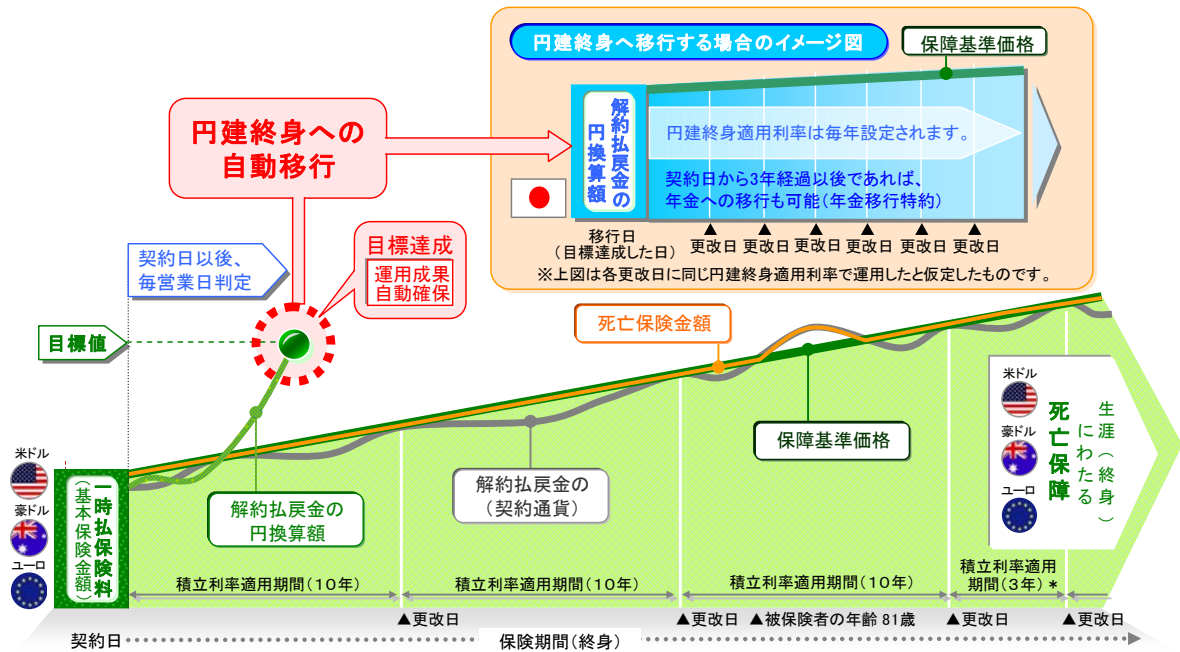 円建終身へ移行する場合のイメージ図
保障基準価格
円建終身への
自動移行
解約払戻金の
円換算額
円建終身適用利率は毎年設定されます。
契約日から3年経過以後であれば、
年金への移行も可能(年金移行特約)
移行日
(目標達成した日)
▲
更改日
▲
更改日
▲
更改日
▲
更改日
▲
更改日
▲
更改日
※上図は各更改日に同じ円建終身適用利率で運用したと仮定したものです。
契約日以後、
毎営業日判定
目標達成
運用成果
自動確保
目標値
死亡保険金額
保障基準価格
解約払戻金の
(契約通貨)
解約払戻金の
円換算額
米ドル
豪ドル
ユーロ
一時払保険料
(基本保険金額)
米ドル
豪ドル
ユーロ
生涯(終身)
にわたる
死亡保障
積立利率適用期間(10年)
積立利率適用期間(10年)
積立利率適用期間(10年)
積立利率適用
期間(3年)*
▲更改日
▲更改日
▲被保険者の年齢 81歳
▲更改日
▲更改日
契約日
保険期間(終身)